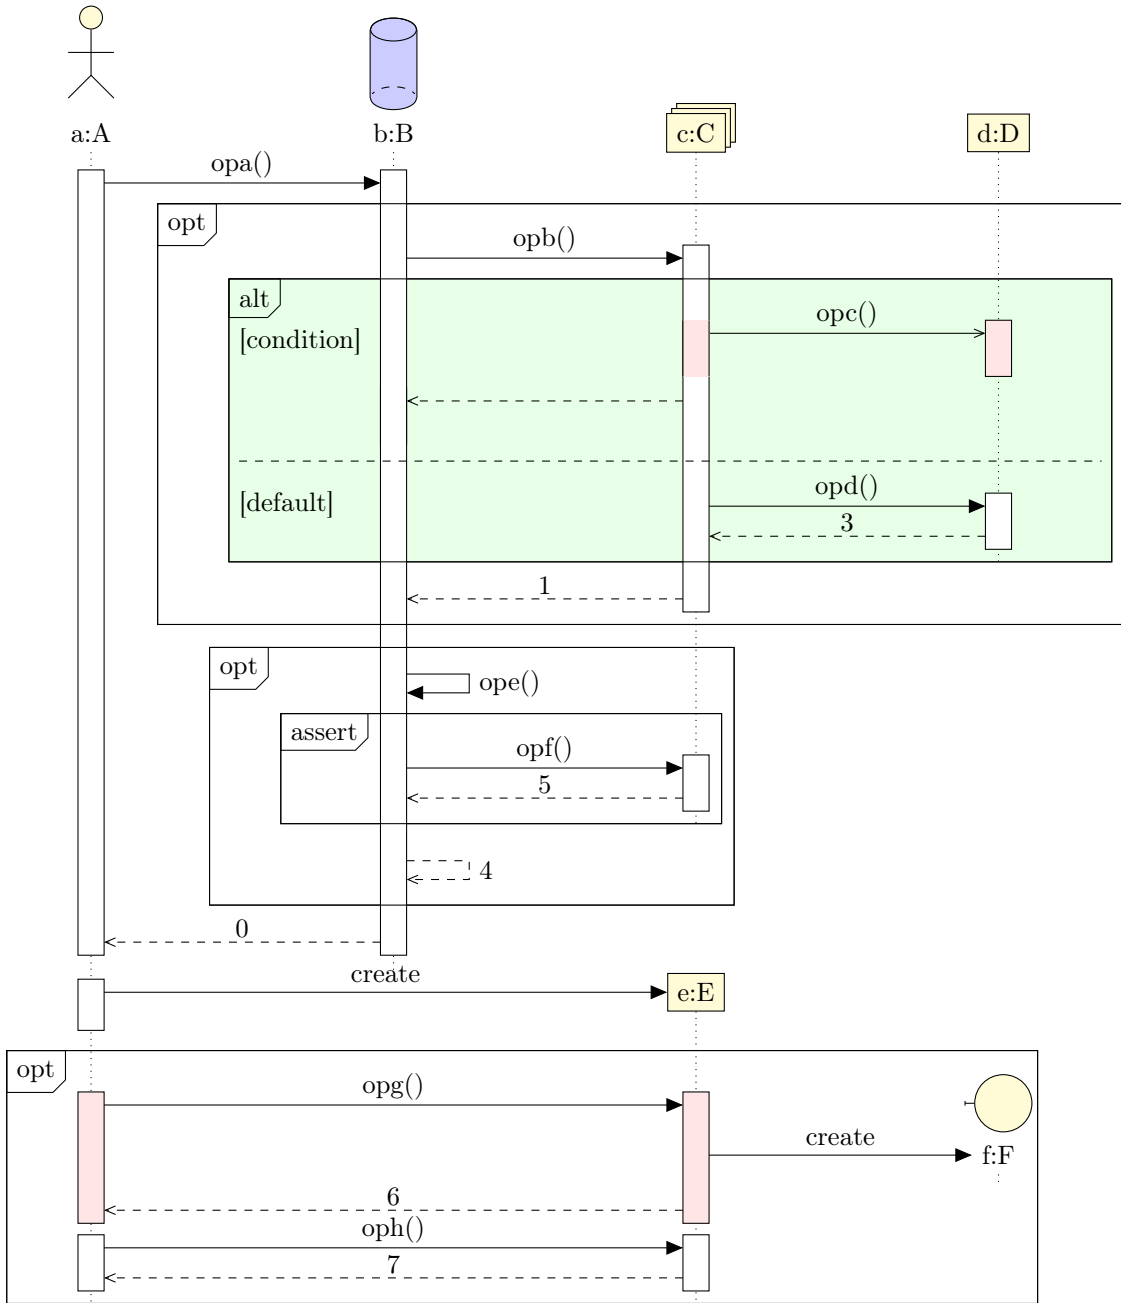 a:A
b:B
c:C
d:D
opa()
opt
opb()
alt
[condition]
opc()
[default]
opd()
3
1
opt
ope()
assert
opf()
5
4
0
create
e:E
opt
opg()
create
f:F
6
oph()
7